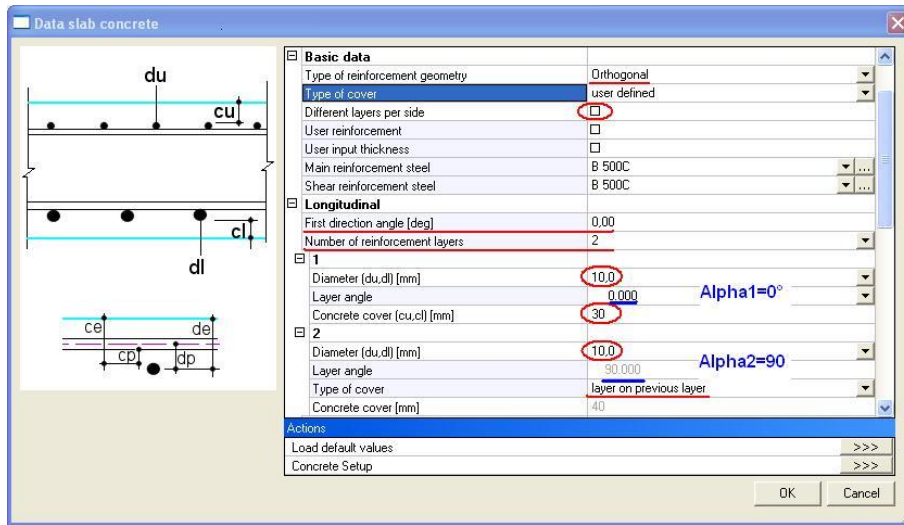 Data slab concrete
du
cu
cl
dl
ce
de
cp
dp
Basic data
Type of reinforcement geometry Orthogonal
Type of cover user defined
Different layers per side
User reinforcement
User input thickness
Main reinforcement steel B 500C ...
Shear reinforcement steel B 500C ...
Longitudinal
First direction angle [deg] 0,00
Number of reinforcement layers 2
1
Diameter (du,dl) [mm] 10,0
Layer angle 0.000 Alpha1=0°
Concrete cover (cu,cl) [mm] 30
2
Diameter (du,dl) [mm] 10,0
Layer angle 90.000 Alpha2=90
Type of cover layer on previous layer
Concrete cover [mm] 40
Actions
Load default values >>>
Concrete Setup >>>
OK Cancel